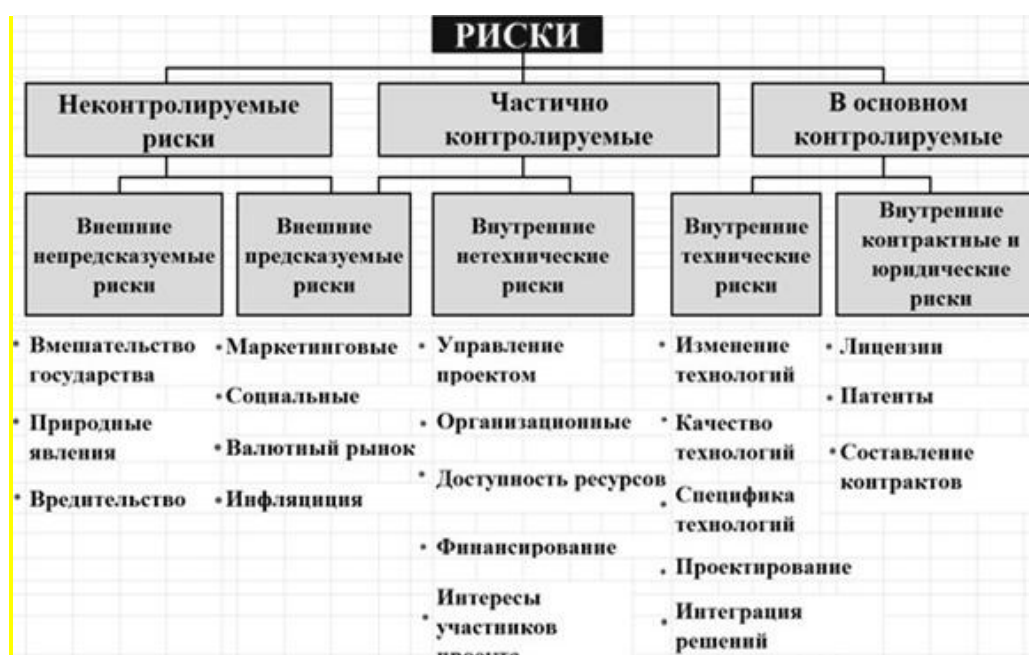 РИСКИ
Неконтролируемые
риски
Частично
контролируемые
В основном
контролируемые
Внешние
непредсказуемые
риски
Внешние
предсказуемые
риски
Внутренние
нетехнические
риски
Внутренние
технические
риски
Внутренние
контрактные и
юридические
риски
• Вмешательство
государства
• Природные
явления
• Вредительство
• Маркетинговые
• Социальные
• Валютный рынок
• Инфляциция
• Управление
проектом
• Организационные
• Доступность ресурсов
• Финансирование
• Интересы
участников
проекта
• Изменение
технологий
• Качество
технологий
• Специфика
технологий
• Проектирование
• Интеграция
решений
• Лицензии
• Патенты
• Составление
контрактов